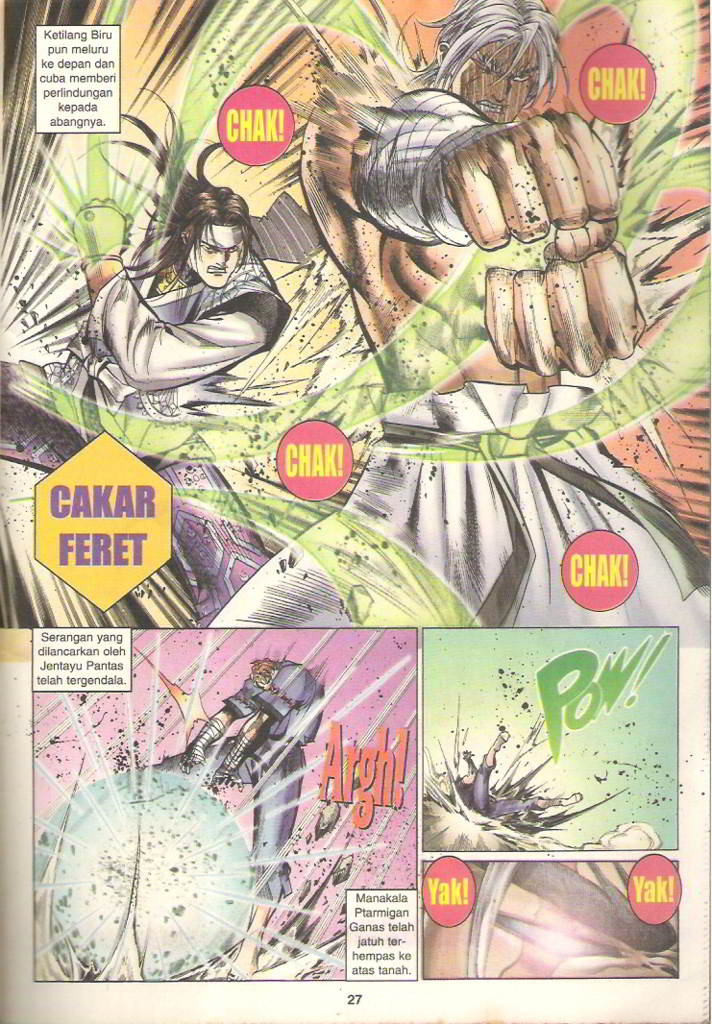 Ketilang Biru
pun meluru
ke depan dan
cuba memberi
perlindungan
kepada
abangnya.
CHAK!
CHAK!
CHAK!
CHAK!
CAKAR
FERET
Serangan yang
dilancarkan oleh
Jentayu Pantas
telah tergendala.
Argh!
Manakala
Ptarmigan
Ganas telah
jatuh ter-
hempas ke
atas tanah.
POW!
Yak!
Yak!
27